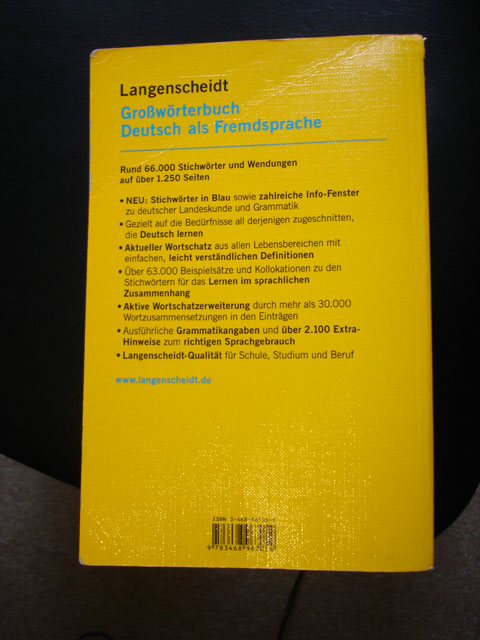 Langenscheidt
Großwörterbuch
Deutsch als Fremdsprache
Rund 66.000 Stichwörter und Wendungen
auf über 1.250 Seiten
• NEU: Stichwörter in Blau sowie zahlreiche Info-Fenster
zu deutscher Landeskunde und Grammatik
• Gezielt auf die Bedürfnisse all derjenigen zugeschnitten,
die Deutsch lernen
• Aktueller Wortschatz aus allen Lebensbereichen mit
einfachen, leicht verständlichen Definitionen
• Über 63.000 Beispielsätze und Kollokationen zu den
Stichwörtern für das Lernen im sprachlichen
Zusammenhang
• Aktive Wortschatzerweiterung durch mehr als 30.000
Wortzusammensetzungen in den Einträgen
• Ausführliche Grammatikangaben und über 2.100 Extra-
Hinweise zum richtigen Sprachgebrauch
• Langenscheidt-Qualität für Schule, Studium und Beruf
www.langenscheidt.de
ISBN